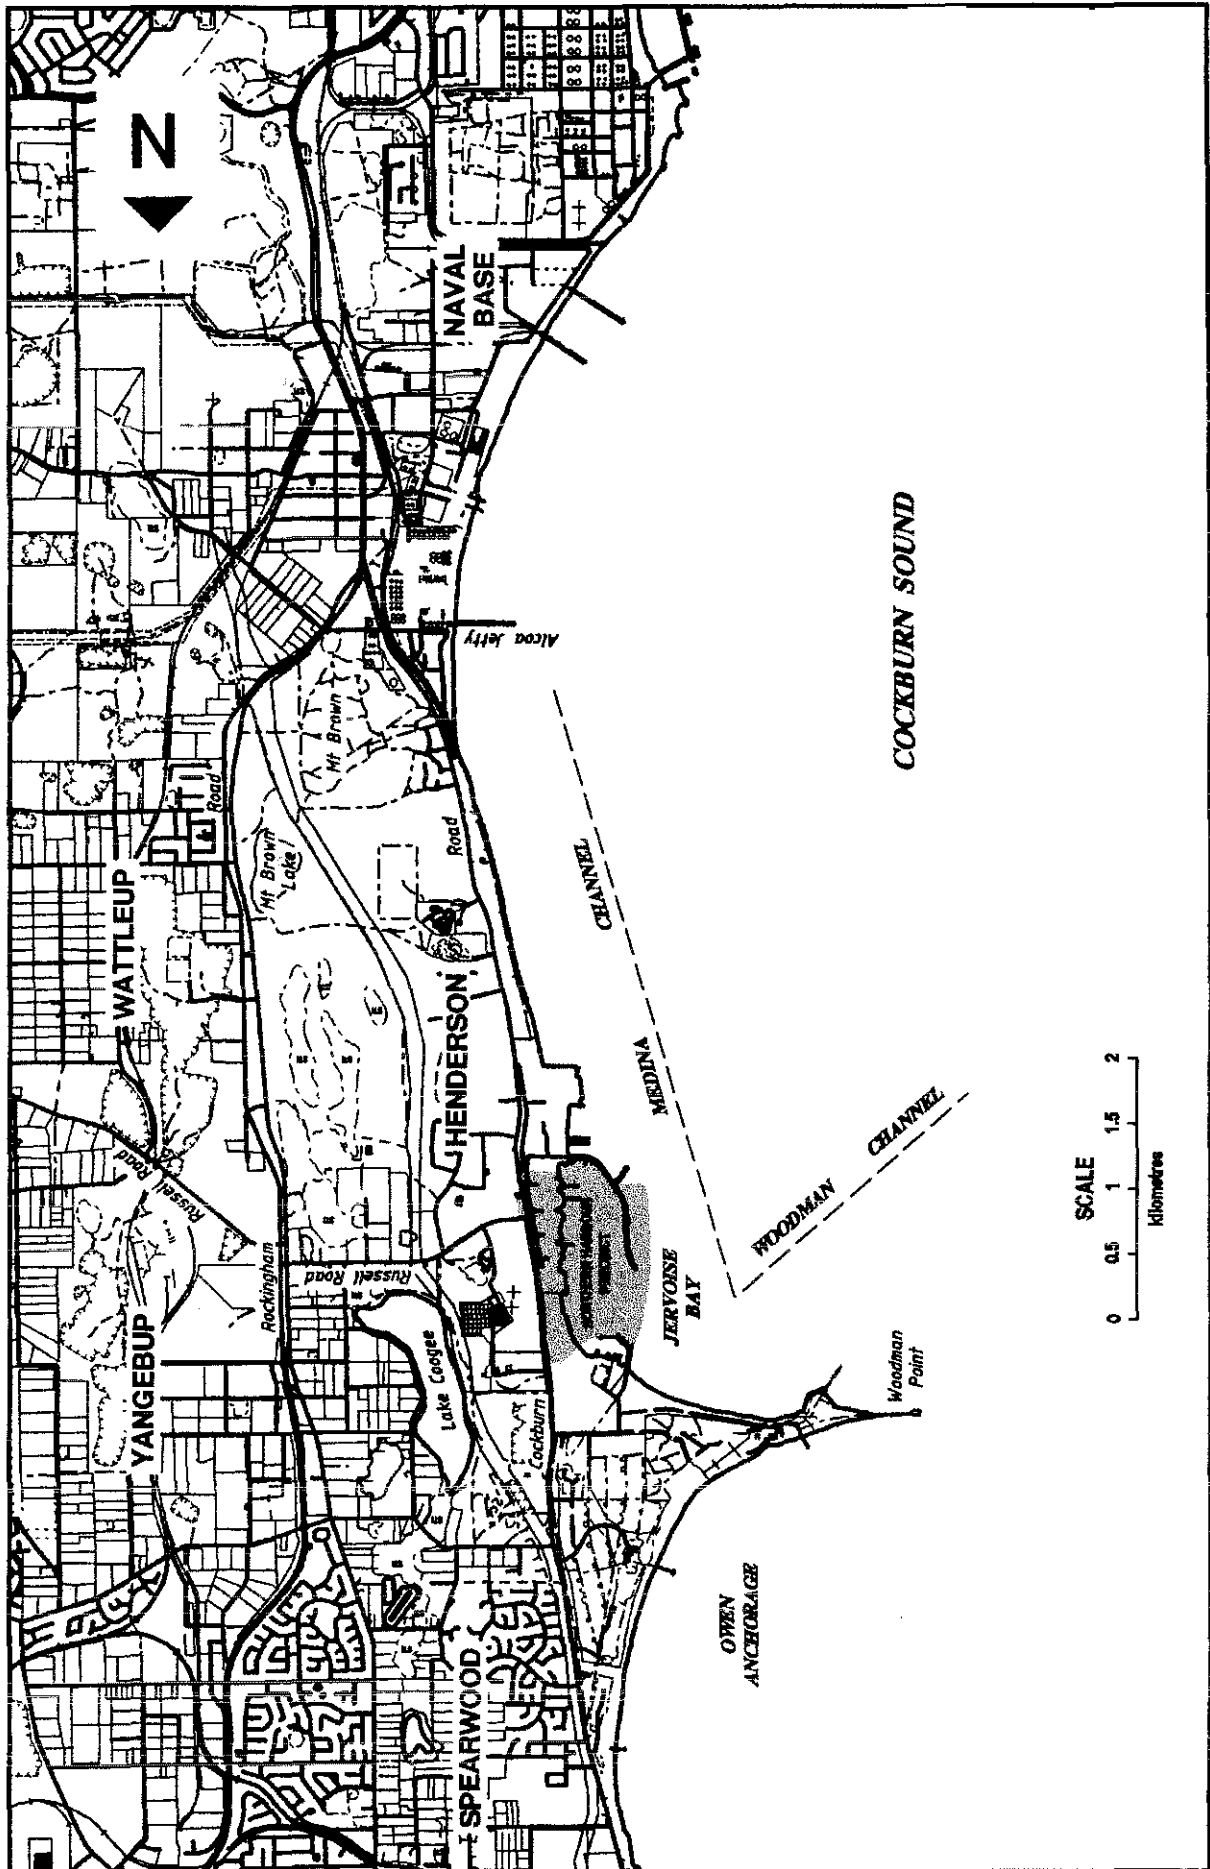 N
NAVAL
BASE
COCKBURN SOUND
Alcoa Jetty
Mt Brown
Road
Mt Brown
Lake
Road
CHANNEL
WATTLEUP
HENDERSON
MEDINA
Russell Road
CHANNEL
WOODMAN
SCALE
0 0.5 1 1.5 2
kilometres
Rockingham
Russell Road
JERVOISE
BAY
YANGEBUP
Lake Coogee
Cockburn
Woodman
Point
OWEN
ANCHORAGE
SPEARWOOD